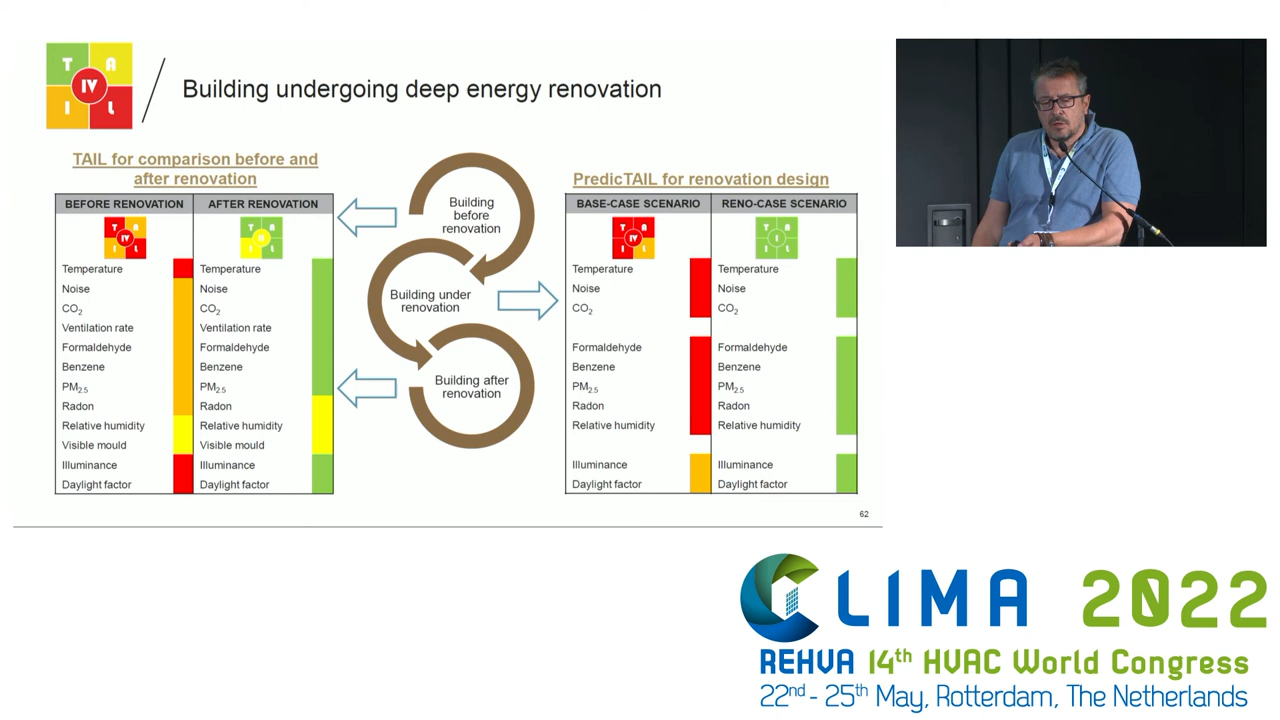 T A
IV
I L
Building undergoing deep energy renovation
TAIL for comparison before and
after renovation
BEFORE RENOVATION AFTER RENOVATION
T A
IV
I L
Temperature Temperature
Noise Noise
CO2 CO2
Ventilation rate Ventilation rate
Formaldehyde Formaldehyde
Benzene Benzene
PM2.5 PM2.5
Radon Radon
Relative humidity Relative humidity
Visible mould Visible mould
Illuminance Illuminance
Daylight factor Daylight factor
Building
before
renovation
Building under
renovation
Building after
renovation
PredicTAIL for renovation design
BASE-CASE SCENARIO RENO-CASE SCENARIO
T A T A
IV I
I L I L
Temperature Temperature
Noise Noise
CO2 CO2
Formaldehyde Formaldehyde
Benzene Benzene
PM2.5 PM2.5
Radon Radon
Relative humidity Relative humidity
Illuminance Illuminance
Daylight factor Daylight factor
62
CLIMA 2022
REHVA 14th HVAC World Congress
22nd - 25th May, Rotterdam, The Netherlands